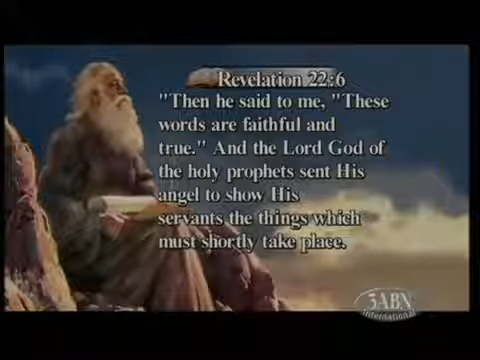 Revelation 22:6
"Then he said to me, "These
words are faithful and
true." And the Lord God of
the holy prophets sent His
angel to show His
servants the things which
must shortly take place.
3ABN
International